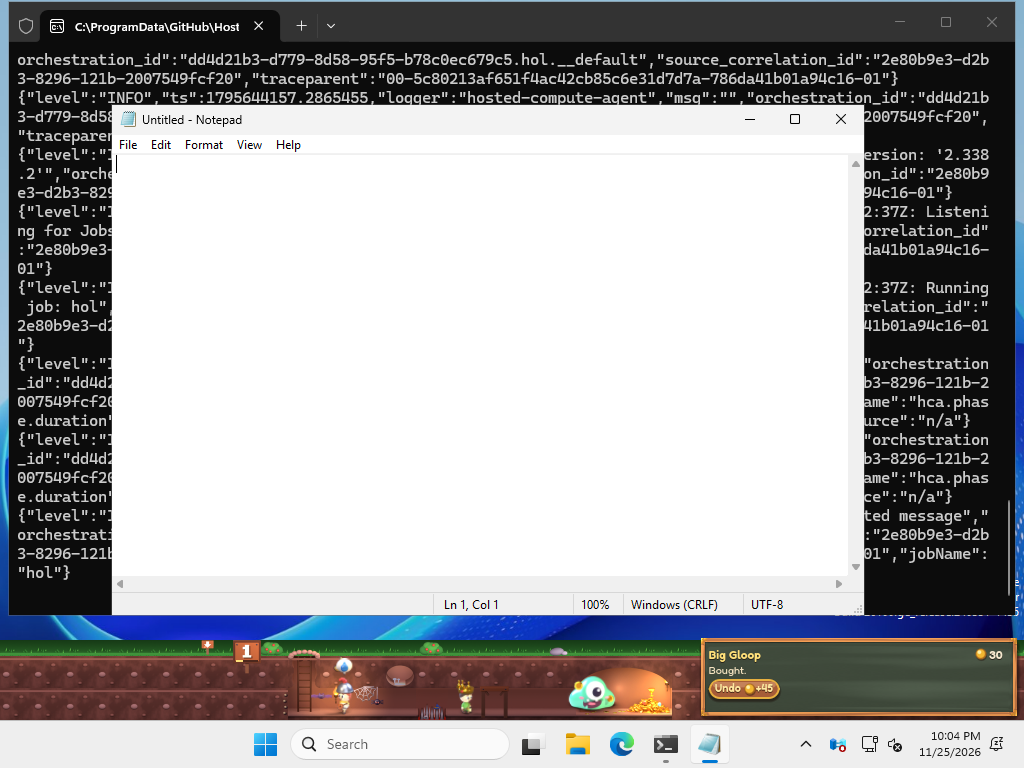 C:\ProgramData\GitHub\Host
orchestration_id":"dd4d21b3-d779-8d58-95f5-b78c0ec679c5.hol.__default","source_correlation_id":"2e80b9e3-d2b
3-8296-121b-2007549fcf20","traceparent":"00-5c80213af651f4ac42cb85c6e31d7d7a-786da41b01a94c16-01"}
{"level":"INFO","ts":1795644157.2865455,"logger":"hosted-compute-agent","msg":"","orchestration_id":"dd4d21b
3-d779-8d58 2007549fcf20",
Untitled - Notepad
"traceparen
File Edit Format View Help
{"level":"I ersion: '2.338
.2'","orche on_id":"2e80b9
e3-d2b3-829 94c16-01"}
{"level":"I 2:37Z: Listeni
ng for Jobs orrelation_id"
:"2e80b9e3- da41b01a94c16-
01"}
{"level":"I 2:37Z: Running
job: hol", relation_id":"
2e80b9e3-d2 41b01a94c16-01
"}
{"level":"I "orchestration
_id":"dd4d2 b3-8296-121b-2
007549fcf20 ame":"hca.phas
e.duration" urce":"n/a"}
{"level":"I "orchestration
_id":"dd4d2 b3-8296-121b-2
007549fcf20 ame":"hca.phas
e.duration" ce":"n/a"}
{"level":"I ted message","
orchestrati :"2e80b9e3-d2b
3-8296-121b 01","jobName":
"hol"}
Ln 1, Col 1 100% Windows (CRLF) UTF-8
1
Big Gloop 30
Bought.
Undo +45
Search
10:04 PM
11/25/2026